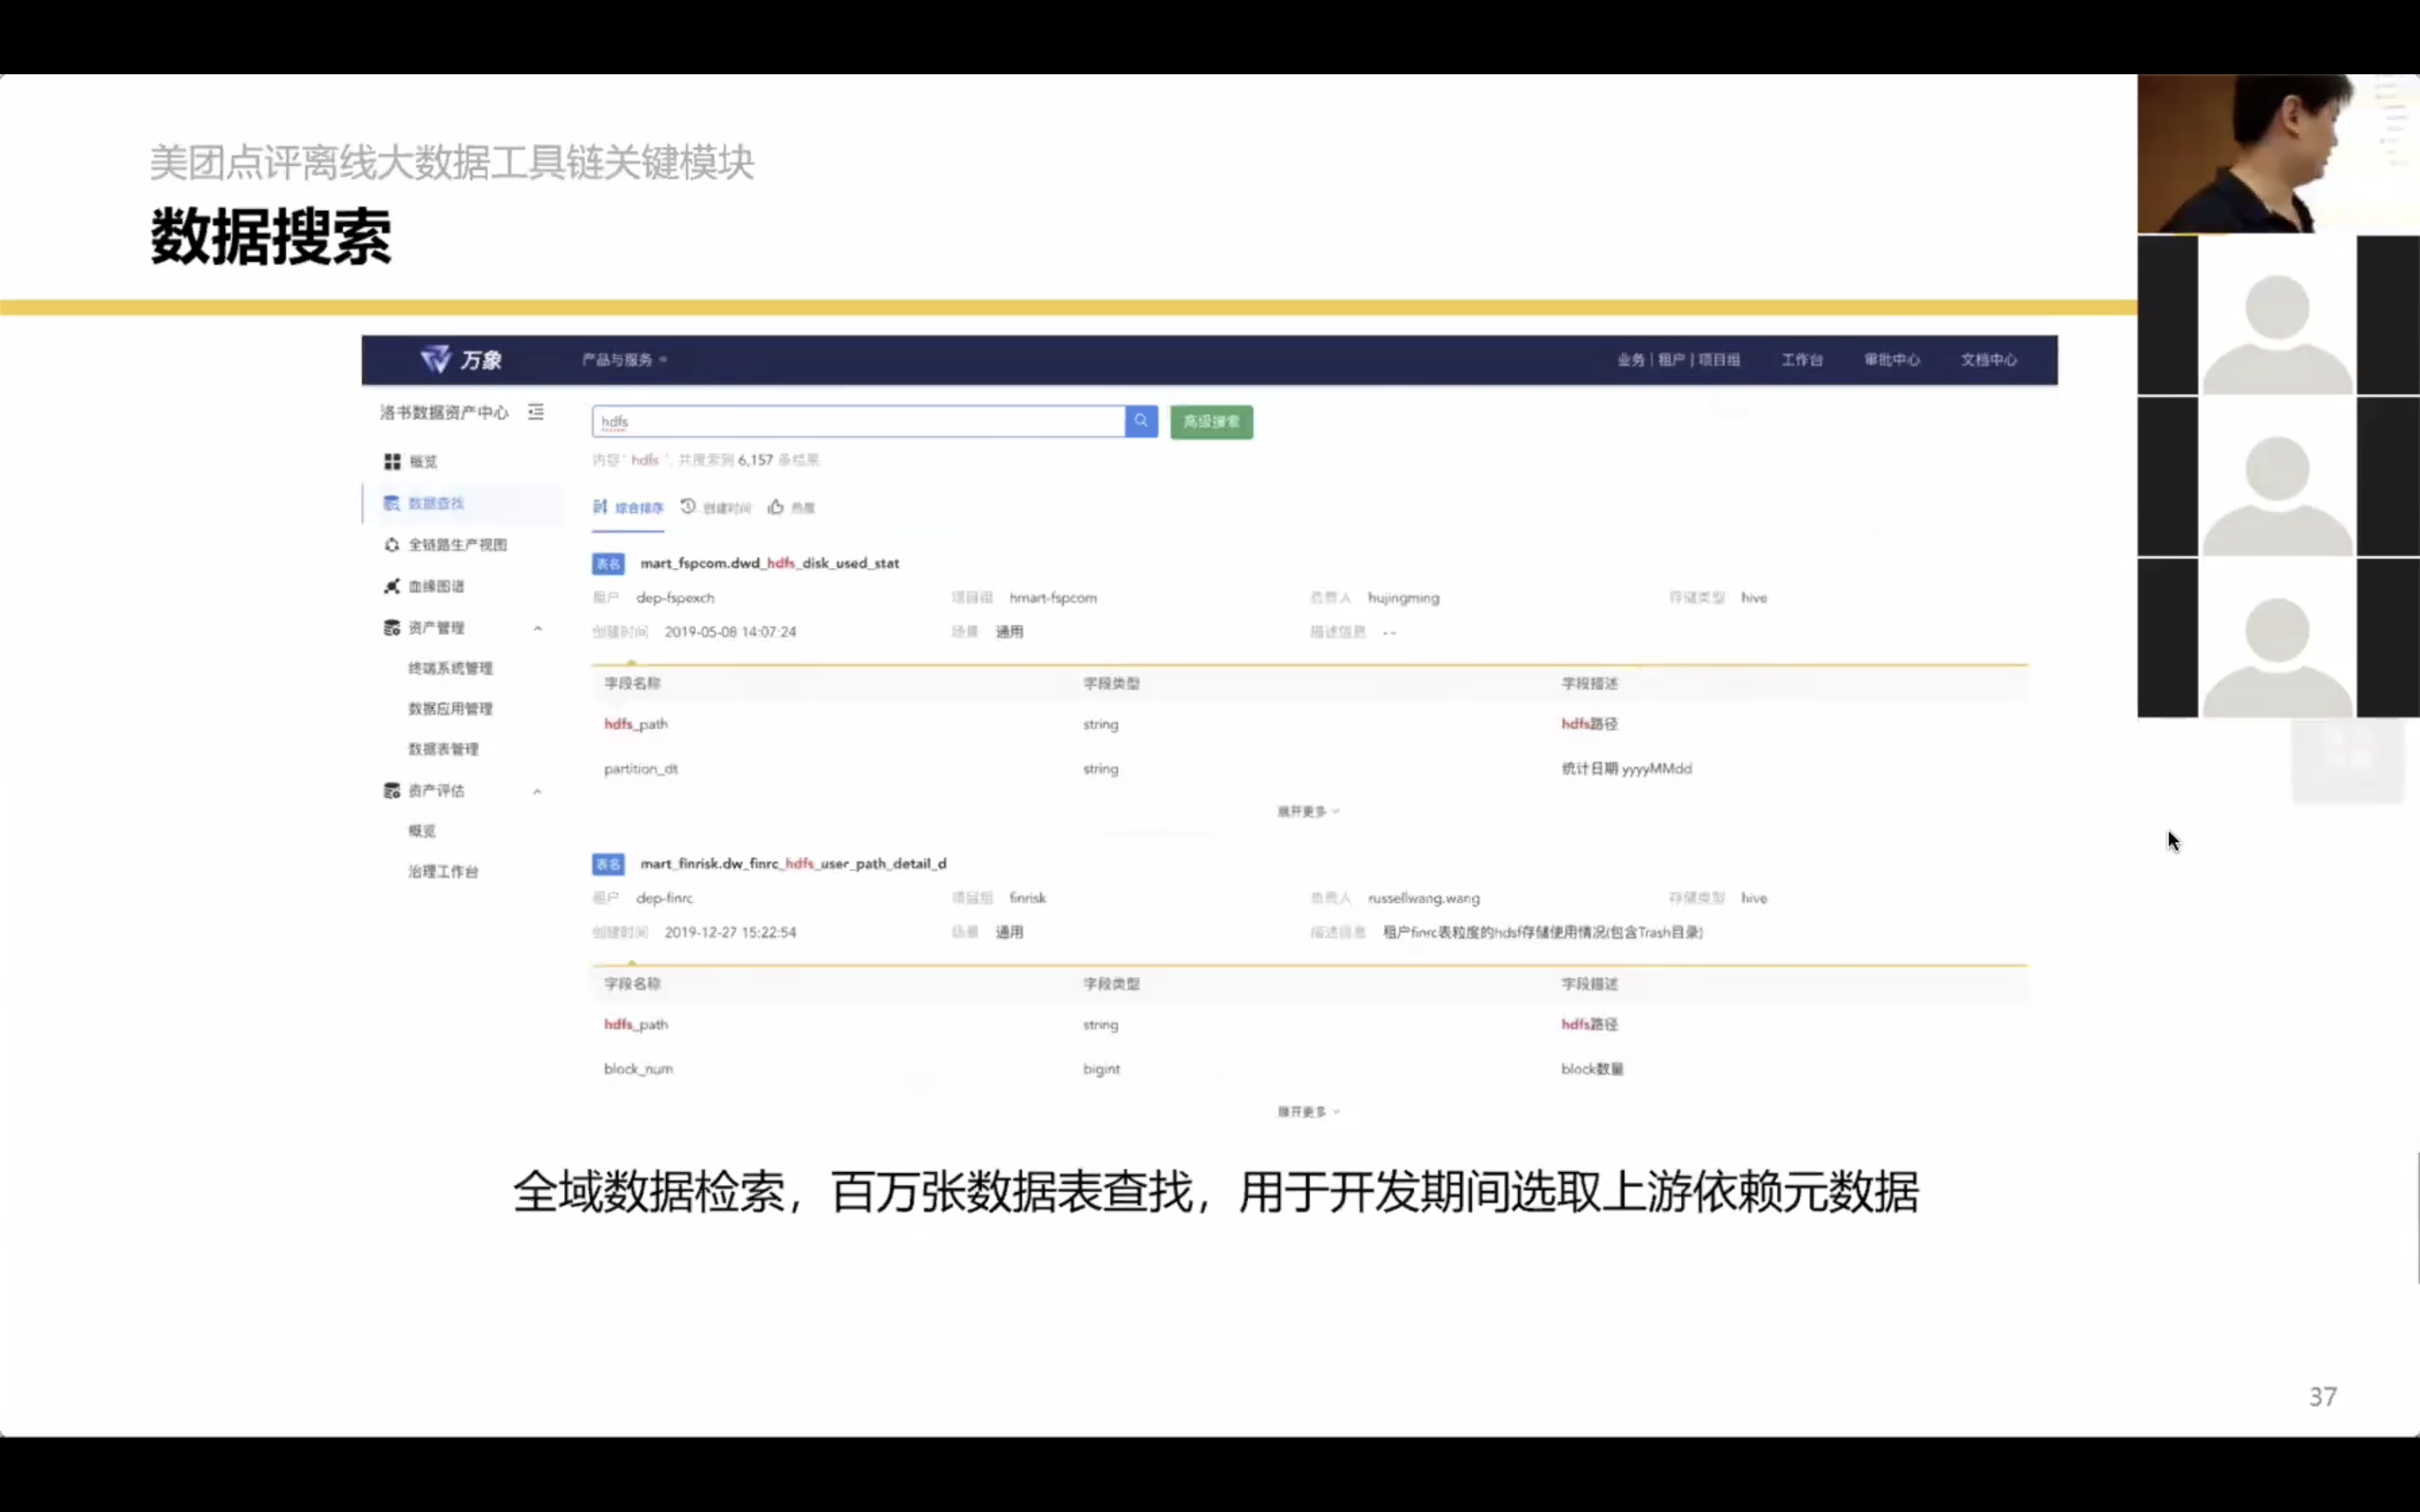 美团点评离线大数据工具链关键模块
数据搜索
万象 产品与服务 业务 | 租户 | 项目组 工作台 审批中心 文档中心
洛书数据资产中心
概览
数据查找
全链路生产视图
血缘图谱
资产管理
终端系统管理
数据应用管理
数据表管理
资产评估
概览
治理工作台
hdfs 高级搜索
内容" hdfs ", 共搜索到 6,157 条结果
综合排序 创建时间 热度
表名 mart_fspcom.dwd_hdfs_disk_used_stat
租户 dep-fspexch 项目组 hmart-fspcom 负责人 hujingming 存储类型 hive
创建时间 2019-05-08 14:07:24 场景 通用 描述信息 --
字段名称 字段类型 字段描述
hdfs_path string hdfs路径
partition_dt string 统计日期 yyyyMMdd
展开更多
表名 mart_finrisk.dw_finrc_hdfs_user_path_detail_d
租户 dep-finrc 项目组 finrisk 负责人 russellwang.wang 存储类型 hive
创建时间 2019-12-27 15:22:54 场景 通用 描述信息 租户finrc表粒度的hdsf存储使用情况(包含Trash目录)
字段名称 字段类型 字段描述
hdfs_path string hdfs路径
block_num bigint block数量
展开更多
全域数据检索，百万张数据表查找，用于开发期间选取上游依赖元数据
37